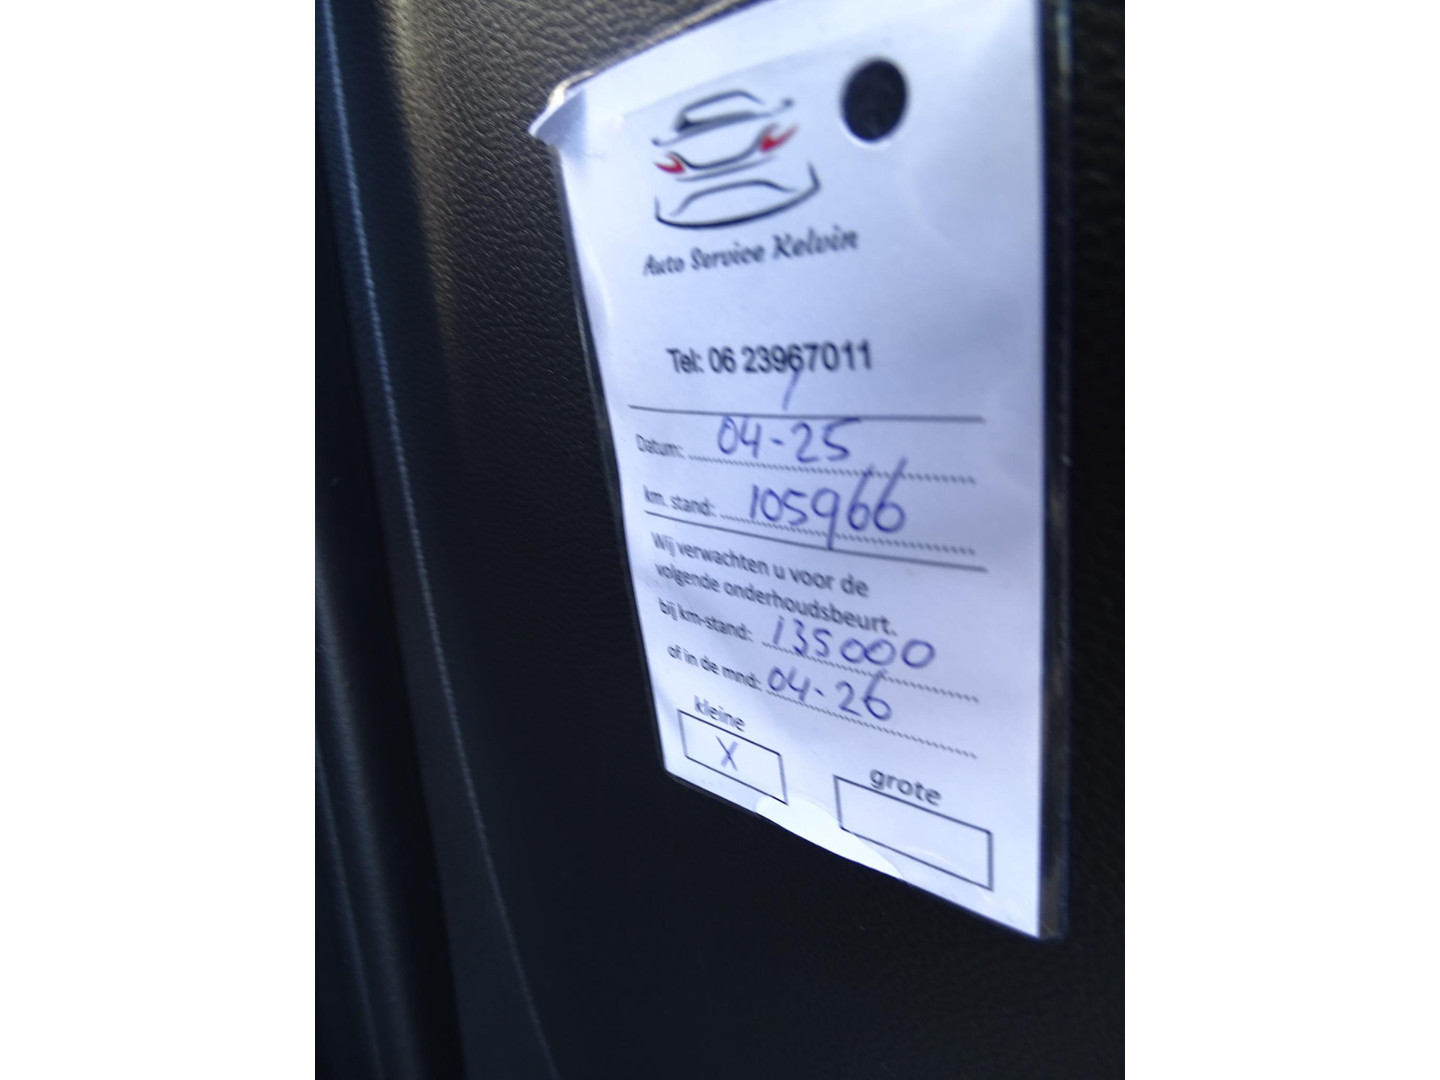 Auto Service Kelvin
Tel: 06 23967011
Datum: 04-25
km. stand: 105966
Wij verwachten u voor de
volgende onderhoudsbeurt.
bij km-stand: 135000
of in de mnd: 04-26
kleine
X
grote